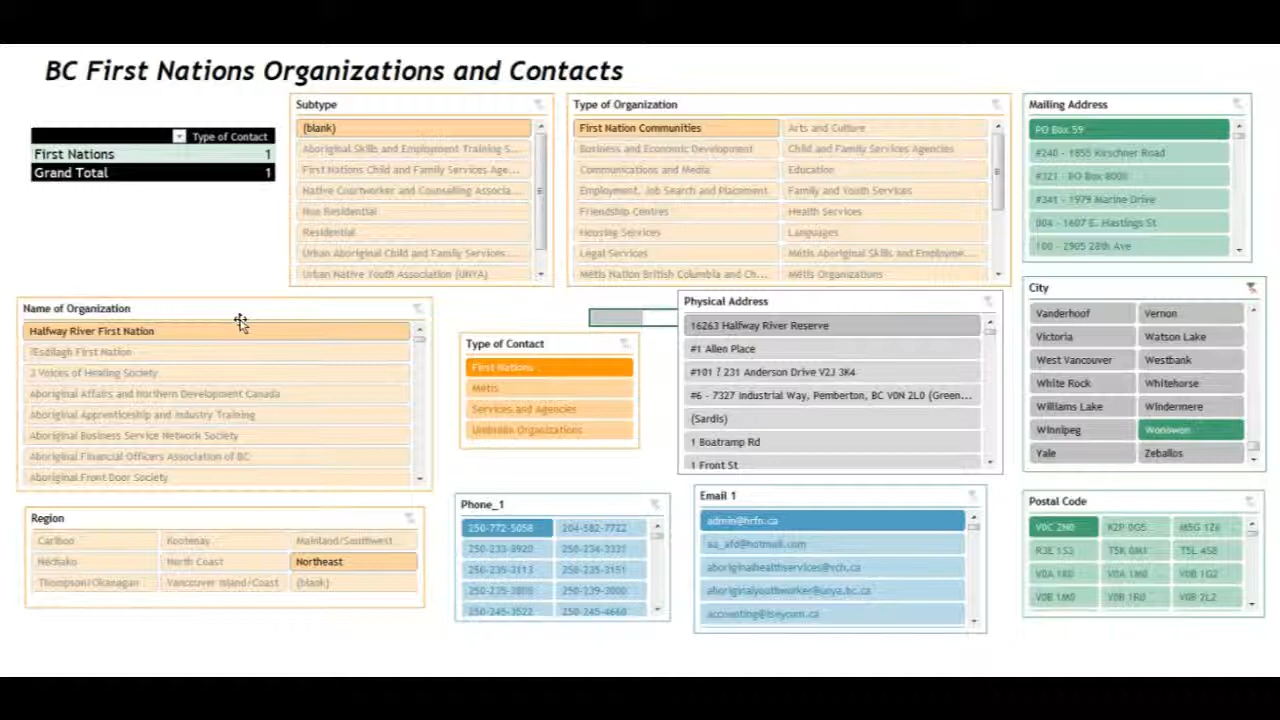 BC First Nations Organizations and Contacts
Type of Contact
First Nations 1
Grand Total 1
Subtype
(blank)
Aboriginal Skills and Employment Training S...
First Nations Child and Family Services Age...
Native Courtworker and Counselling Associa...
Non Residential
Residential
Urban Aboriginal Child and Family Services ...
Urban Native Youth Association (UNYA)
Type of Organization
First Nation Communities Arts and Culture
Business and Economic Development Child and Family Services Agencies
Communications and Media Education
Employment, Job Search and Placement Family and Youth Services
Friendship Centres Health Services
Housing Services Languages
Legal Services Métis Aboriginal Skills and Employme...
Métis Nation British Columbia and Ch... Métis Organizations
Mailing Address
PO Box 59
#240 - 1855 Kirschner Road
#321 - PO Box 8000
#341 - 1979 Marine Drive
004 - 1607 E. Hastings St
100 - 2905 28th Ave
Name of Organization
Halfway River First Nation
?Esdilagh First Nation
2 Voices of Healing Society
Aboriginal Affairs and Northern Development Canada
Aboriginal Apprenticeship and Industry Training
Aboriginal Business Service Network Society
Aboriginal Financial Officers Association of BC
Aboriginal Front Door Society
Type of Contact
First Nations
Métis
Services and Agencies
Umbrella Organizations
Physical Address
16263 Halfway River Reserve
#1 Allen Place
#101 ? 231 Anderson Drive V2J 3K4
#6 - 7327 Industrial Way, Pemberton, BC V0N 2L0 (Green...
(Sardis)
1 Boatramp Rd
1 Front St
City
Vanderhoof Vernon
Victoria Watson Lake
West Vancouver Westbank
White Rock Whitehorse
Williams Lake Windermere
Winnipeg Wonowon
Yale Zeballos
Region
Cariboo Kootenay Mainland/Southwest
Nechako North Coast Northeast
Thompson/Okanagan Vancouver Island/Coast (blank)
Phone_1
250-772-5058 204-582-7722
250-233-8920 250-234-3331
250-235-3113 250-235-3151
250-235-3808 250-239-3000
250-245-3522 250-245-4660
Email 1
admin@hrfn.ca
aa_afd@hotmail.com
aboriginalhealthservices@vch.ca
aboriginalyouthworker@unya.bc.ca
accounting@lseycum.ca
Postal Code
V0C 2N0 K2P 0G5 M5G 1Z6
R3E 1S3 T5K 0M1 T5L 4S8
V0A 1K0 V0A 1M0 V0B 1G2
V0B 1M0 V0B 1R0 V0B 2L2